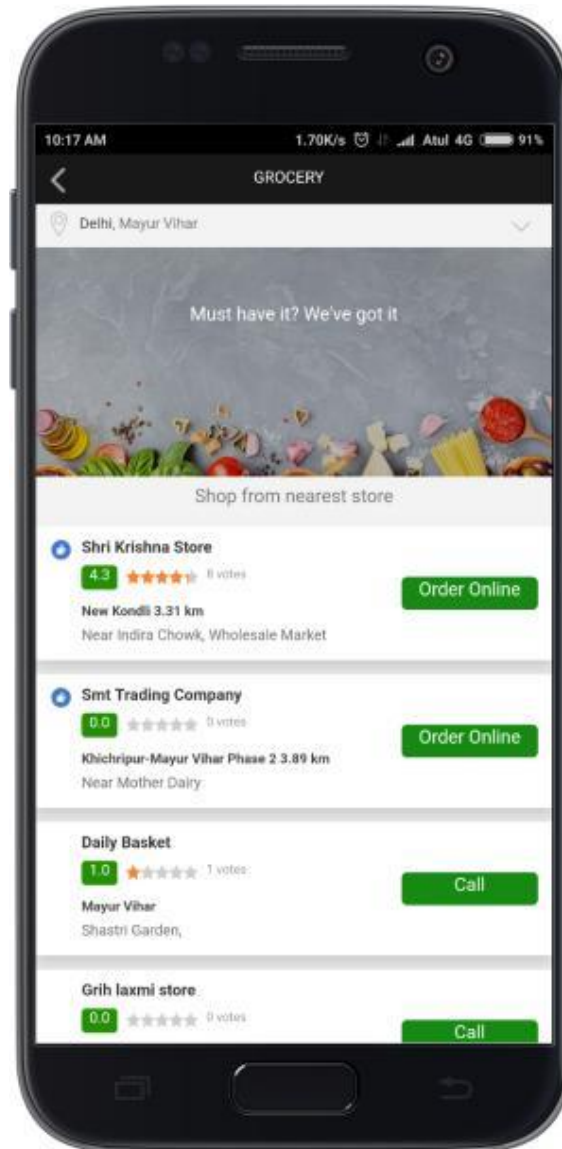 10:17 AM 1.70K/s Atul 4G 91%
GROCERY
Delhi, Mayur Vihar
Must have it? We've got it
Shop from nearest store
Shri Krishna Store
4.3 8 votes
Order Online
New Kondli 3.31 km
Near Indira Chowk, Wholesale Market
Smt Trading Company
0.0 0 votes
Order Online
Khichripur-Mayur Vihar Phase 2 3.89 km
Near Mother Dairy
Daily Basket
1.0 1 votes
Call
Mayur Vihar
Shastri Garden,
Grih laxmi store
0.0 0 votes
Call